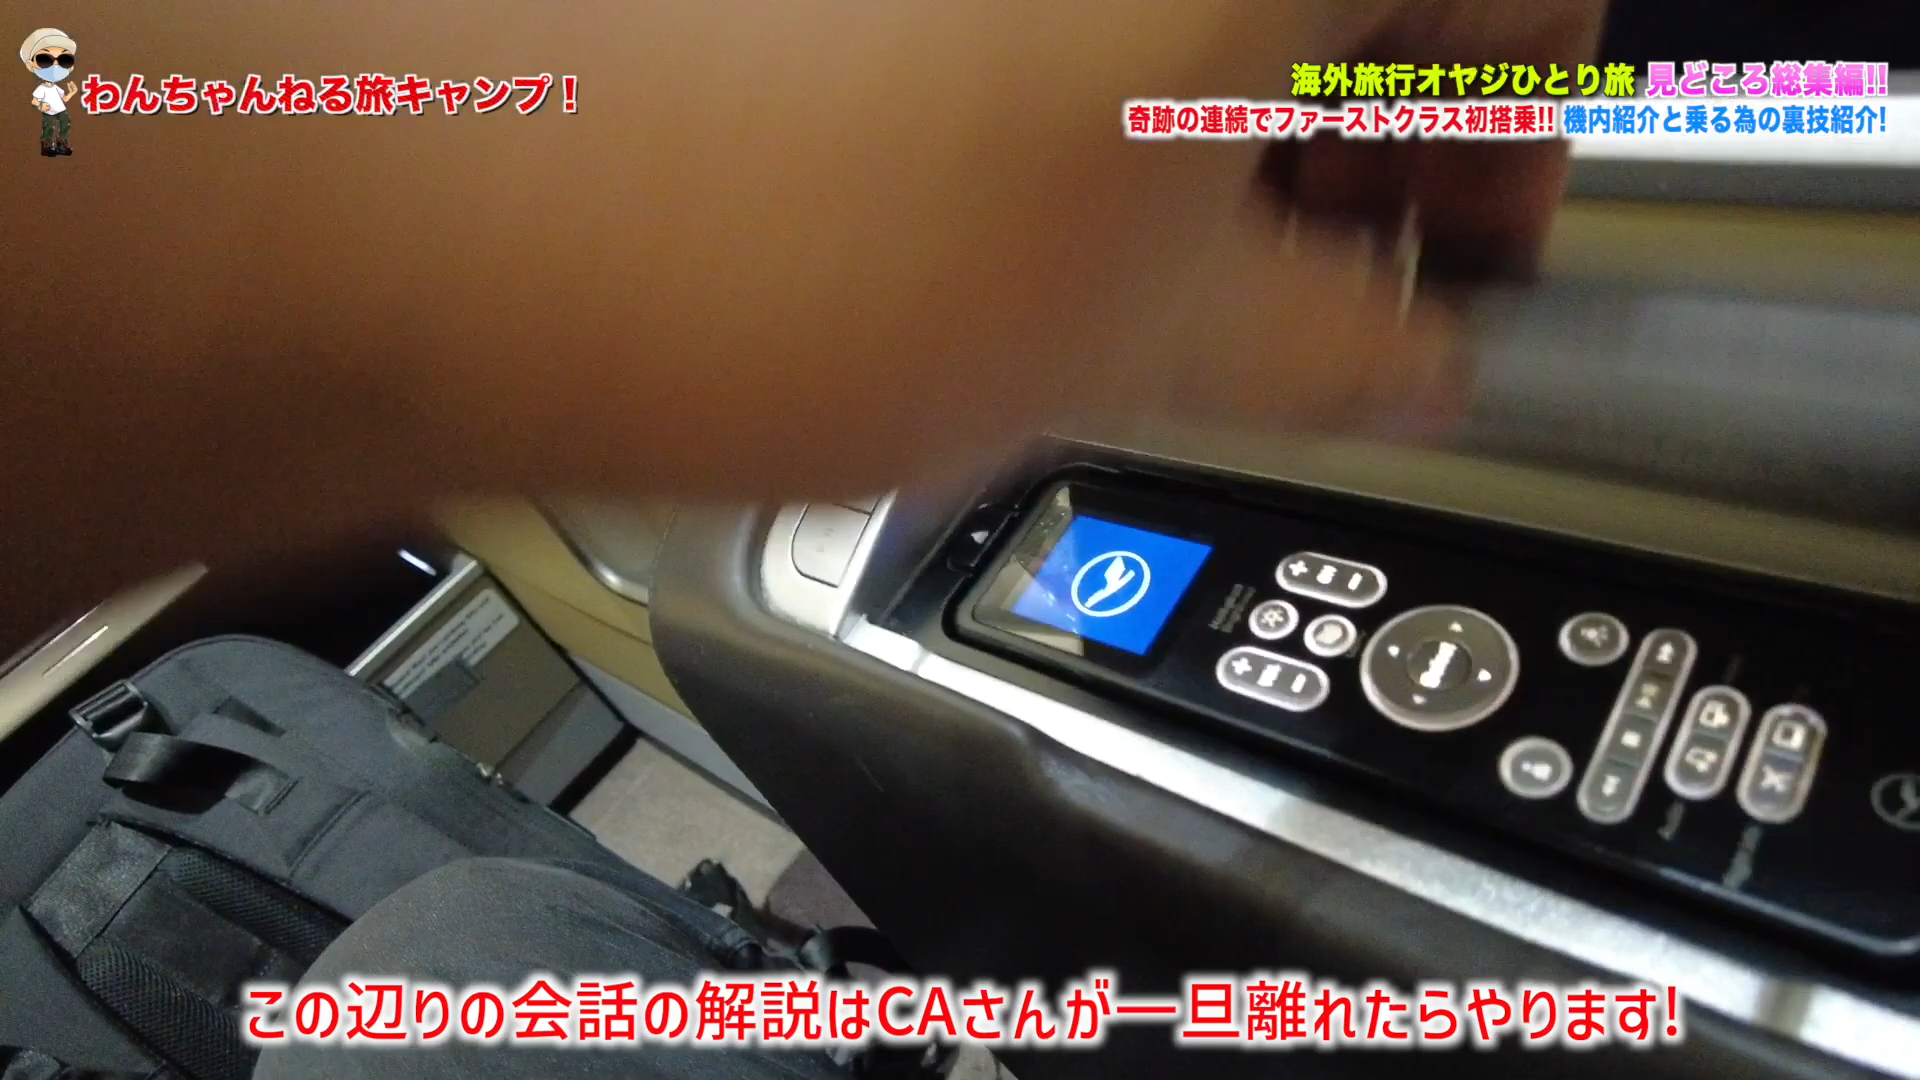 わんちゃんねる旅キャンプ!
海外旅行オヤジひとり旅 見どころ総集編!!
奇跡の連続でファーストクラス初搭乗!! 機内紹介と乗る為の裏技紹介!
この辺りの会話の解説はCAさんが一旦離れたらやります!